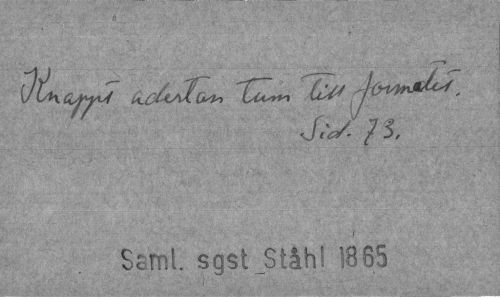 Knappt adertan tum till formatet.
Sid. 73.
Saml. sgst Ståhl 1865